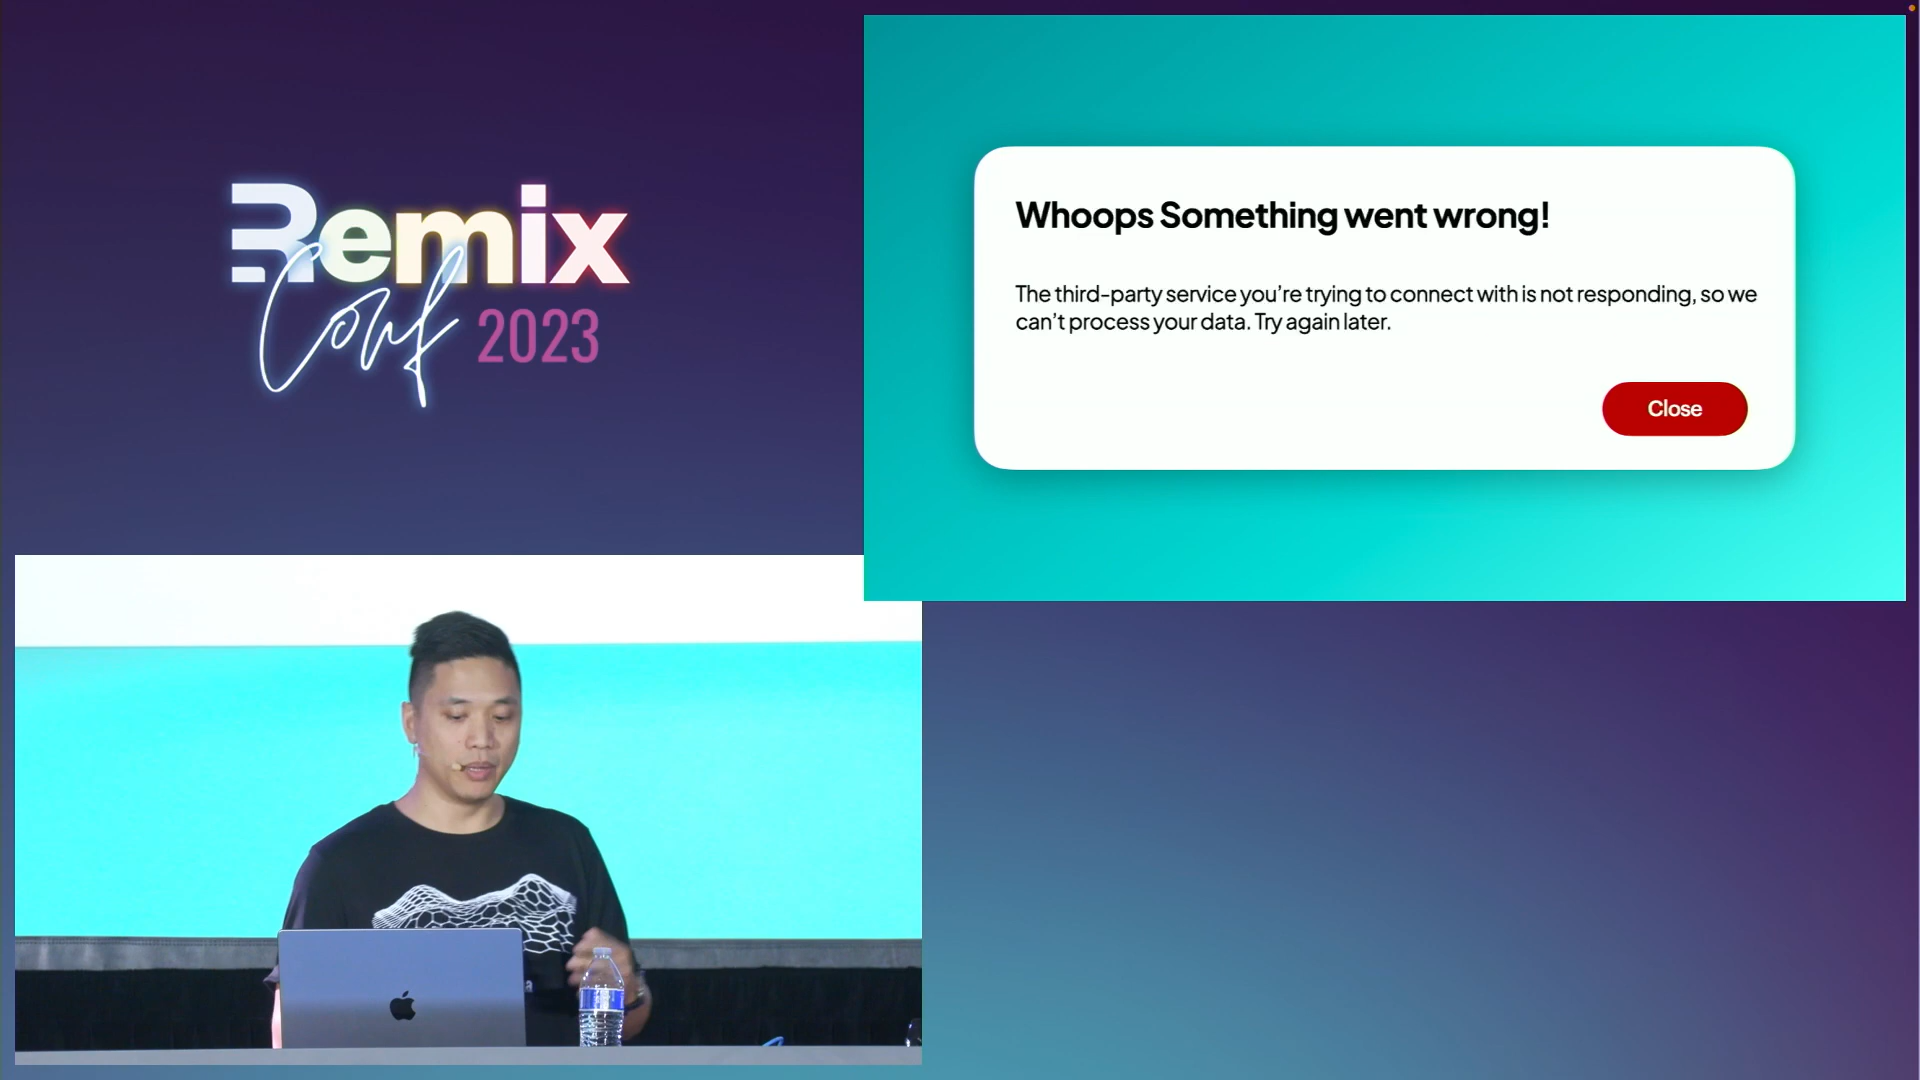 Remix
Conf 2023
Whoops Something went wrong!
The third-party service you’re trying to connect with is not responding, so we
can’t process your data. Try again later.
Close